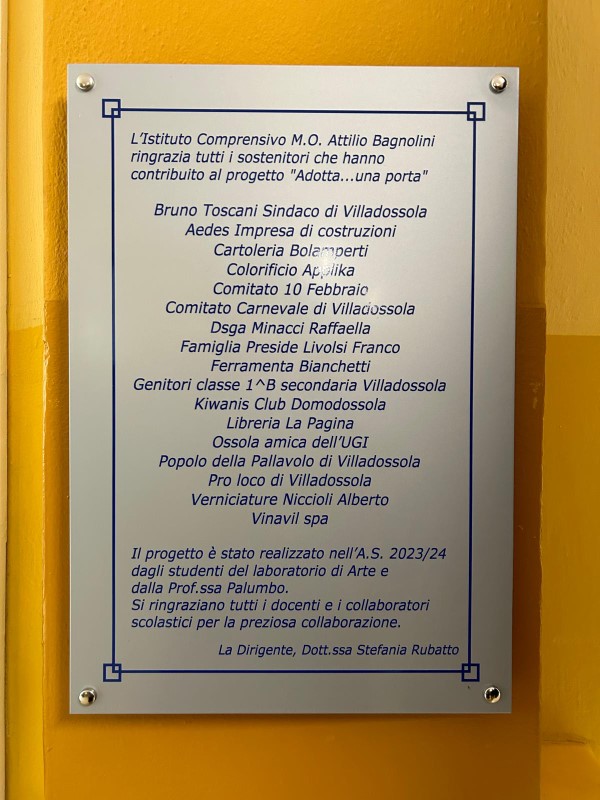 L'Istituto Comprensivo M.O. Attilio Bagnolini
ringrazia tutti i sostenitori che hanno
contribuito al progetto "Adotta...una porta"
Bruno Toscani Sindaco di Villadossola
Aedes Impresa di costruzioni
Cartoleria Bolamperti
Colorificio Applika
Comitato 10 Febbraio
Comitato Carnevale di Villadossola
Dsga Minacci Raffaella
Famiglia Preside Livolsi Franco
Ferramenta Bianchetti
Genitori classe 1^B secondaria Villadossola
Kiwanis Club Domodossola
Libreria La Pagina
Ossola amica dell'UGI
Popolo della Pallavolo di Villadossola
Pro loco di Villadossola
Verniciature Niccioli Alberto
Vinavil spa
Il progetto è stato realizzato nell'A.S. 2023/24
dagli studenti del laboratorio di Arte e
dalla Prof.ssa Palumbo.
Si ringraziano tutti i docenti e i collaboratori
scolastici per la preziosa collaborazione.
La Dirigente, Dott.ssa Stefania Rubatto